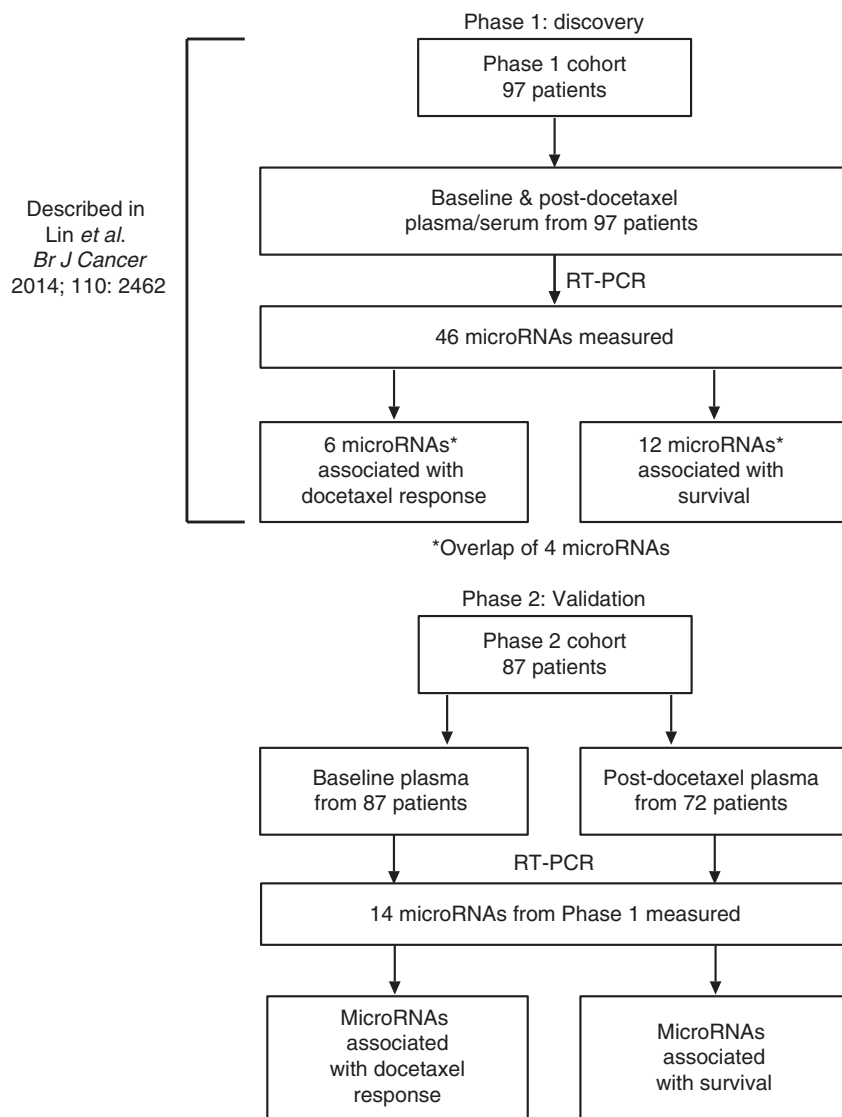 Phase 1: discovery
Phase 1 cohort
97 patients
Baseline & post-docetaxel
plasma/serum from 97 patients
Described in
Lin et al.
Br J Cancer
2014; 110: 2462
RT-PCR
46 microRNAs measured
6 microRNAs*
associated with
docetaxel response
12 microRNAs*
associated with
survival
*Overlap of 4 microRNAs
Phase 2: Validation
Phase 2 cohort
87 patients
Baseline plasma
from 87 patients
Post-docetaxel plasma
from 72 patients
RT-PCR
14 microRNAs from Phase 1 measured
MicroRNAs
associated
with docetaxel
response
MicroRNAs
associated
with survival